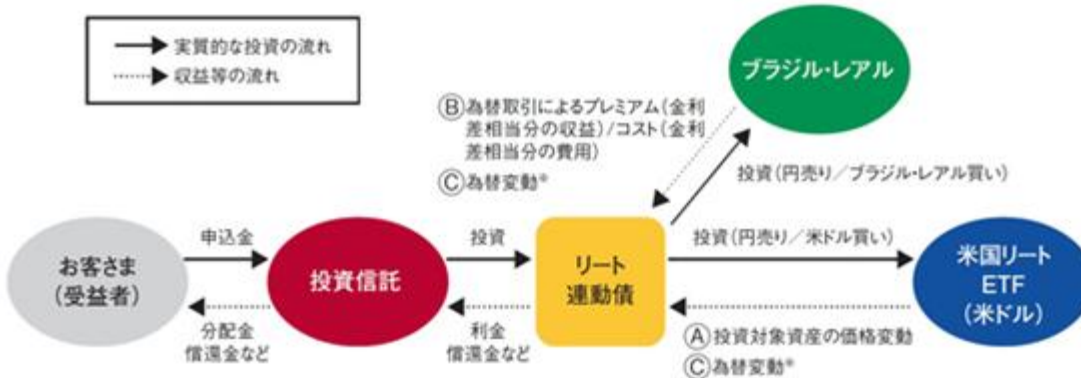 実質的な投資の流れ
収益等の流れ
ブラジル・レアル
Ⓑ為替取引によるプレミアム(金利
差相当分の収益)/コスト(金利
差相当分の費用)
Ⓒ為替変動※
投資(円売り/ブラジル・レアル買い)
お客さま
(受益者)
申込金
分配金
償還金など
投資信託
投資
利金
償還金など
リート
連動債
投資(円売り/米ドル買い)
Ⓐ投資対象資産の価格変動
Ⓒ為替変動※
米国リート
ETF
(米ドル)